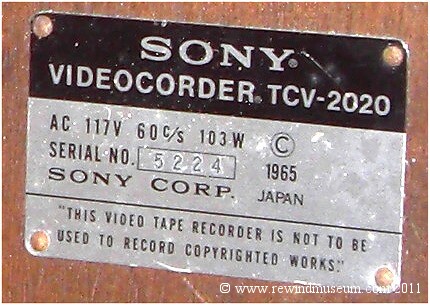 SONY®
VIDEOCORDER TCV-2020
AC 117V 60 c/s 103W ©
SERIAL NO. 5224 1965
SONY CORP. JAPAN
"THIS VIDEO TAPE RECORDER IS NOT TO BE
USED TO RECORD COPYRIGHTED WORKS."
© www.rewindmuseum.com 2011